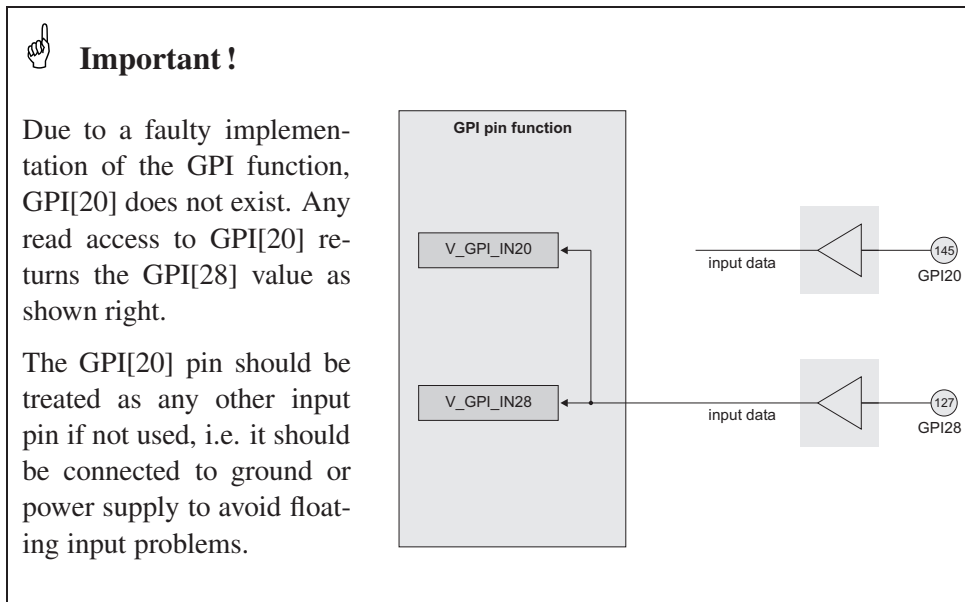 Important !
Due to a faulty implemen-
tation of the GPI function,
GPI[20] does not exist. Any
read access to GPI[20] re-
turns the GPI[28] value as
shown right.
The GPI[20] pin should be
treated as any other input
pin if not used, i.e. it should
be connected to ground or
power supply to avoid float-
ing input problems.
GPI pin function
V_GPI_IN20
input data
145
GPI20
V_GPI_IN28
input data
127
GPI28